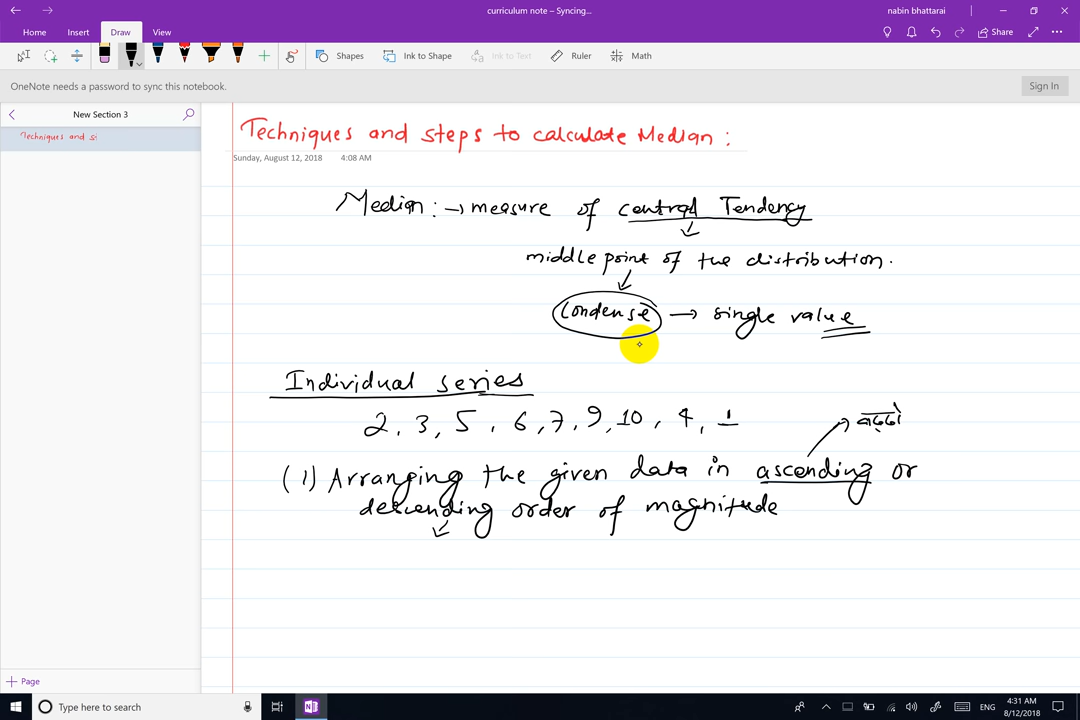 curriculum note – Syncing...
nabin bhattarai
Home Insert Draw View
Share
Shapes Ink to Shape Ink to Text Ruler Math
OneNote needs a password to sync this notebook.
Sign In
New Section 3
Techniques and s
Techniques and steps to calculate Median :
Sunday, August 12, 2018 4:08 AM
Median : → measure of central Tendency
middle point of the distribution.
Condense → single value
Individual series
2, 3, 5, 6, 7, 9, 10, 4, 1
(1) Arranging the given data in ascending or
descending order of magnitude
+ Page
Type here to search
ENG
4:31 AM
8/12/2018